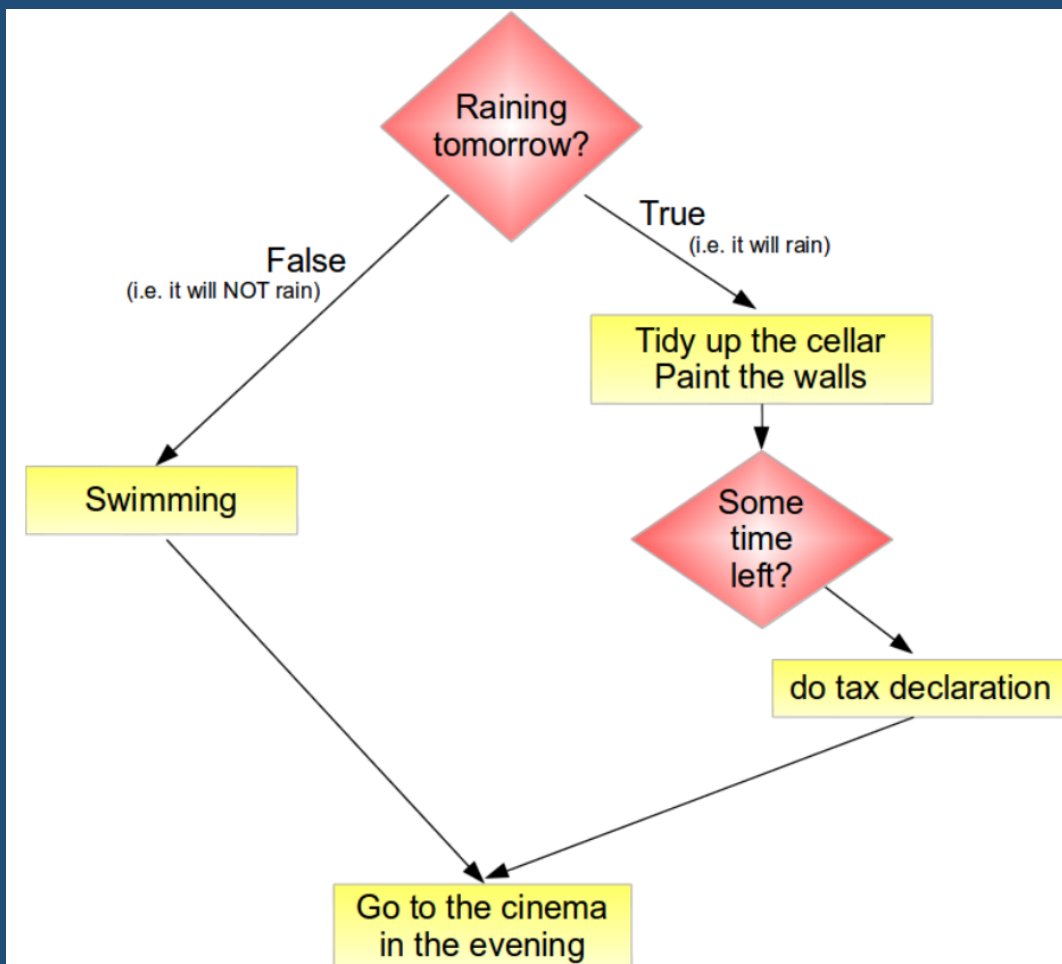 Raining
tomorrow?
True
(i.e. it will rain)
False
(i.e. it will NOT rain)
Tidy up the cellar
Paint the walls
Swimming
Some
time
left?
do tax declaration
Go to the cinema
in the evening